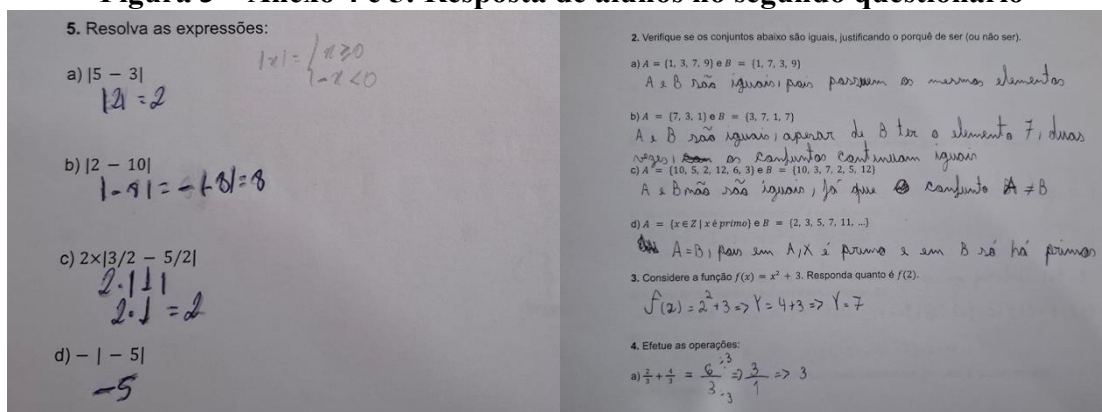 Figura 3 – Anexo 4 e 5: Resposta de alunos no segundo questionário
5. Resolva as expressões:
|x| = { x ≥ 0
-x < 0
a) |5 − 3|
|2| = 2
b) |2 − 10|
|-8| = -(-8) = 8
c) 2×|3/2 − 5/2|
2·|1|
2·1 = 2
d) − | − 5|
-5
2. Verifique se os conjuntos abaixo são iguais, justificando o porquê de ser (ou não ser).
a) A = {1, 3, 7, 9} e B = {1, 7, 3, 9}
A e B são iguais, pois possuem os mesmos elementos
b) A = {7, 3, 1} e B = {3, 7, 1, 7}
A e B são iguais, apesar de B ter o elemento 7, duas
vezes, os conjuntos continuam iguais
c) A = {10, 5, 2, 12, 6, 3} e B = {10, 3, 7, 2, 5, 12}
A e B não são iguais, já que o conjunto A ≠ B
d) A = {x ∈ Z | x é primo} e B = {2, 3, 5, 7, 11, ...}
A=B, pois em A, X é primo e em B só há primos
3. Considere a função f(x) = x² + 3. Responda quanto é f(2).
f(2) = 2²+3 => Y = 4+3 => Y = 7
4. Efetue as operações:
a) 2/3 + 4/3 = 6/3 :3/:3 => 3/1 => 3